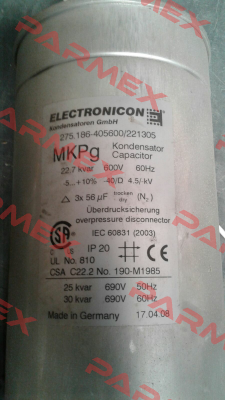 PARMEX
ELECTRONICON
Kondensatoren GmbH
275.186-405600/221305
MKPg Kondensator
Capacitor
22,7 kvar 600V 60Hz
-5...+10% -40/D 4.5/-kV
△ 3x 56µF trocken dry (N₂)
Überdrucksicherung
overpressure disconnector
IEC 60831 (2003)
IP 20
UL No. 810
CSA C22.2 No. 190-M1985
25 kvar 690V 50Hz
30 kvar 690V 60Hz
Made in Germany 17.04.08
PARMEX